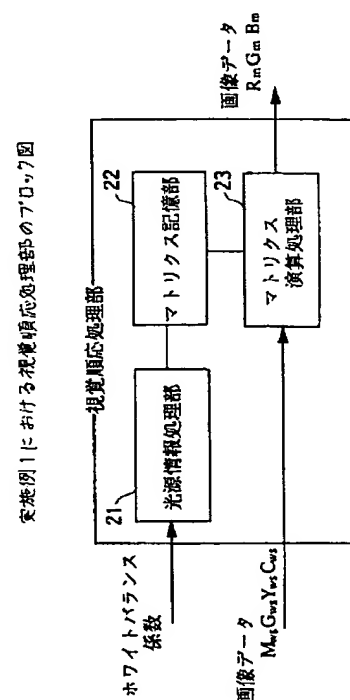 実施例1における視覚順応処理部のブロック図
視覚順応処理部
ホワイトバランス
係数
21
光源情報処理部
22
マトリクス記憶部
23
マトリクス
演算処理部
画像データ
MwsGwsYwsCws
画像データ
RmGmBm